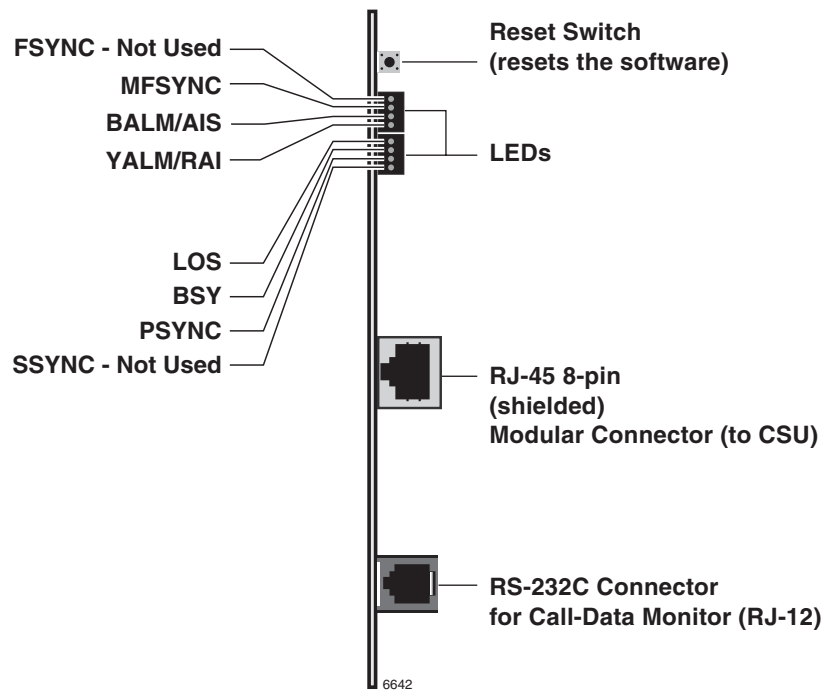 FSYNC - Not Used
MFSYNC
BALM/AIS
YALM/RAI
LOS
BSY
PSYNC
SSYNC - Not Used
Reset Switch
(resets the software)
LEDs
RJ-45 8-pin
(shielded)
Modular Connector (to CSU)
RS-232C Connector
for Call-Data Monitor (RJ-12)
6642